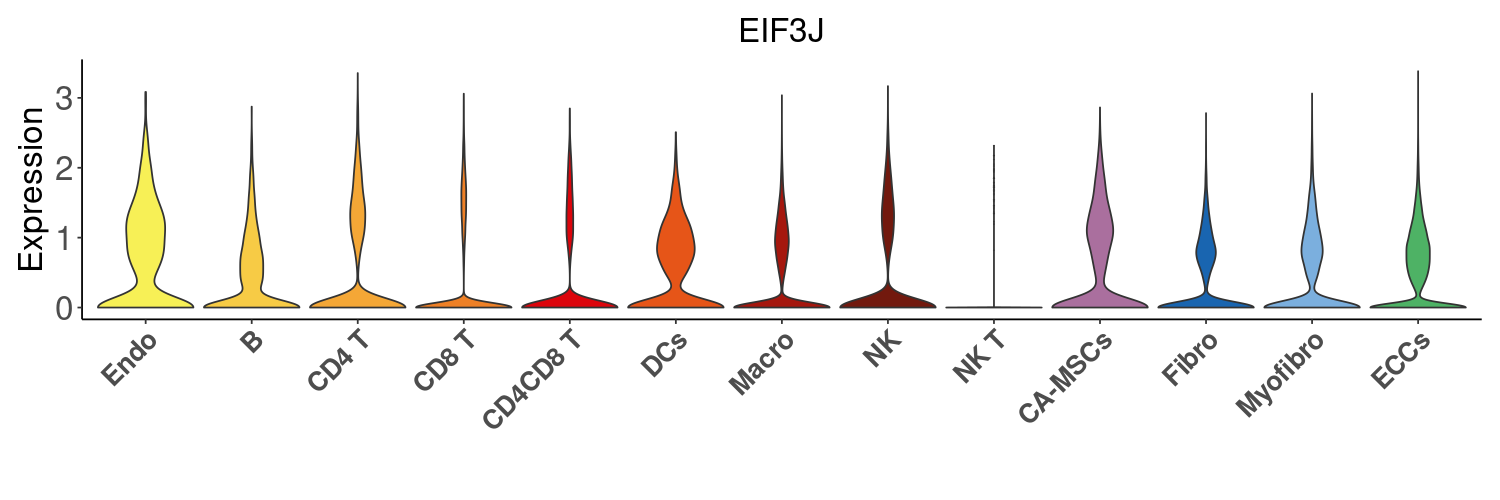 EIF3J
Expression
3
2
1
0
Endo
B
CD4 T
CD8 T
CD4CD8 T
DCs
Macro
NK
NK T
CA-MSCs
Fibro
Myofibro
ECCs